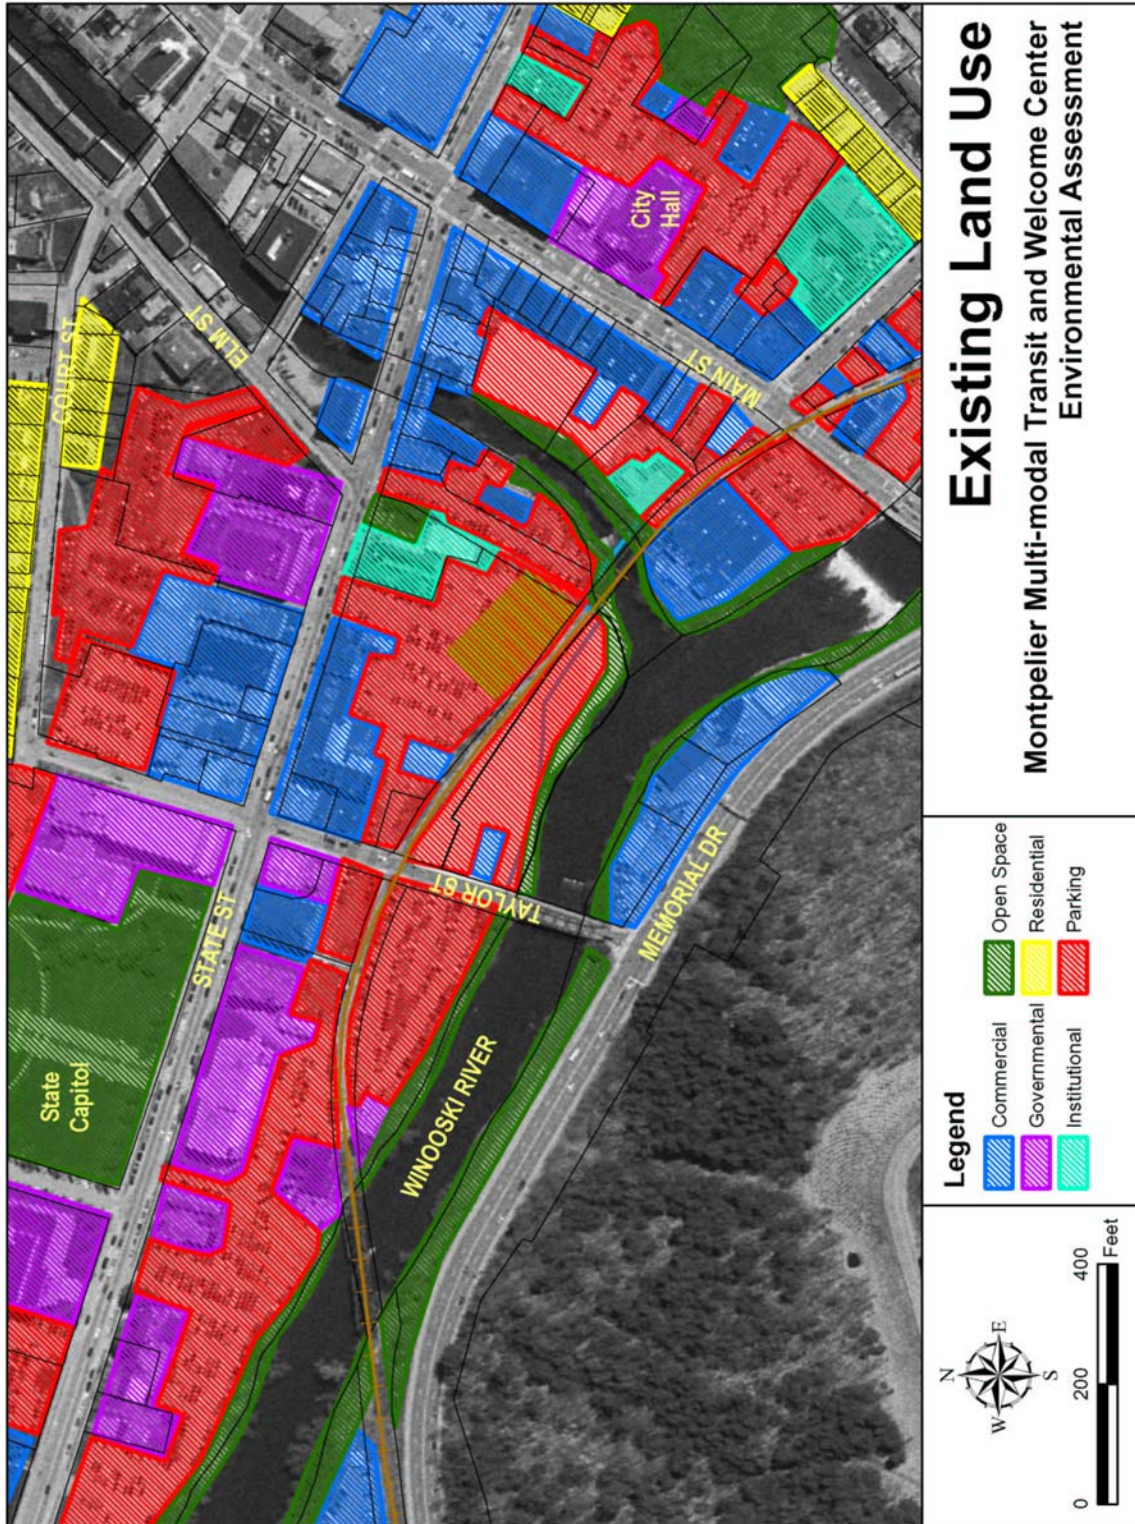 COURT ST
ELM ST
State
Capitol
STATE ST
City
Hall
MAIN ST
TAYLOR ST
WINOOSKI RIVER
MEMORIAL DR
N
W
E
S
0
200
400
Feet
Legend
Commercial
Open Space
Governmental
Residential
Institutional
Parking
Existing Land Use
Montpelier Multi-modal Transit and Welcome Center
Environmental Assessment